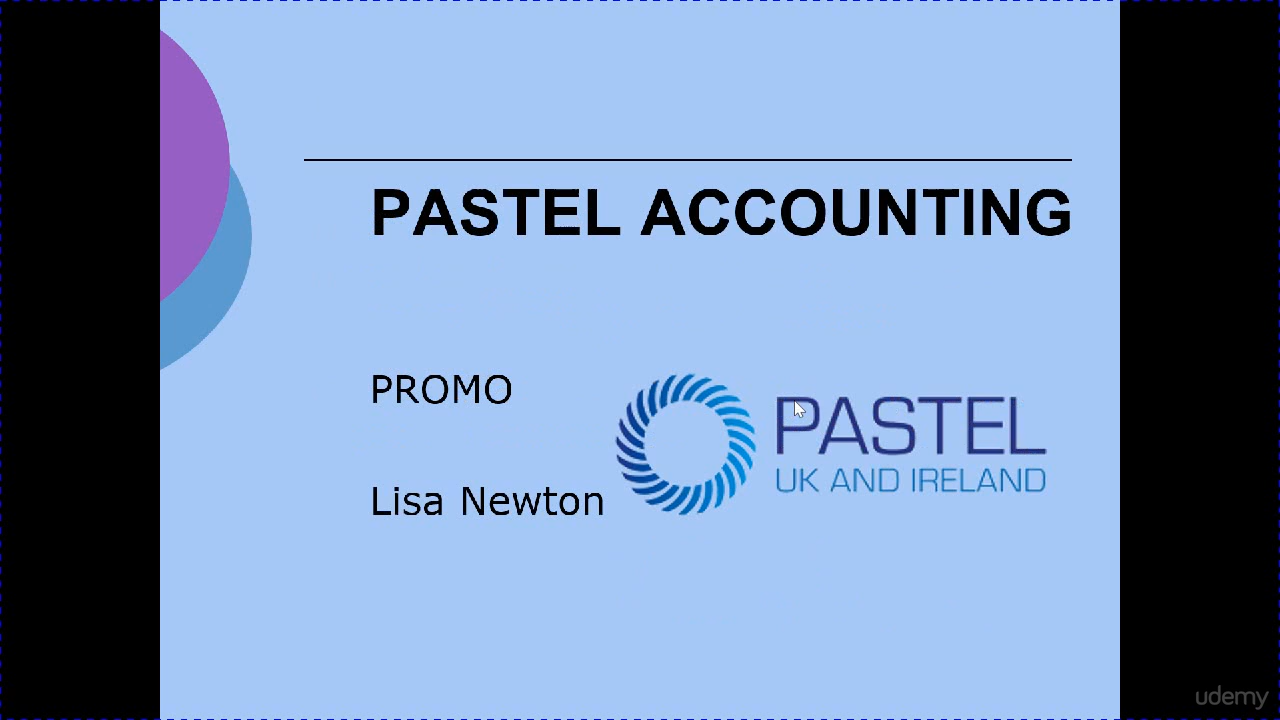 PASTEL ACCOUNTING
PROMO
PASTEL
UK AND IRELAND
Lisa Newton
udemy